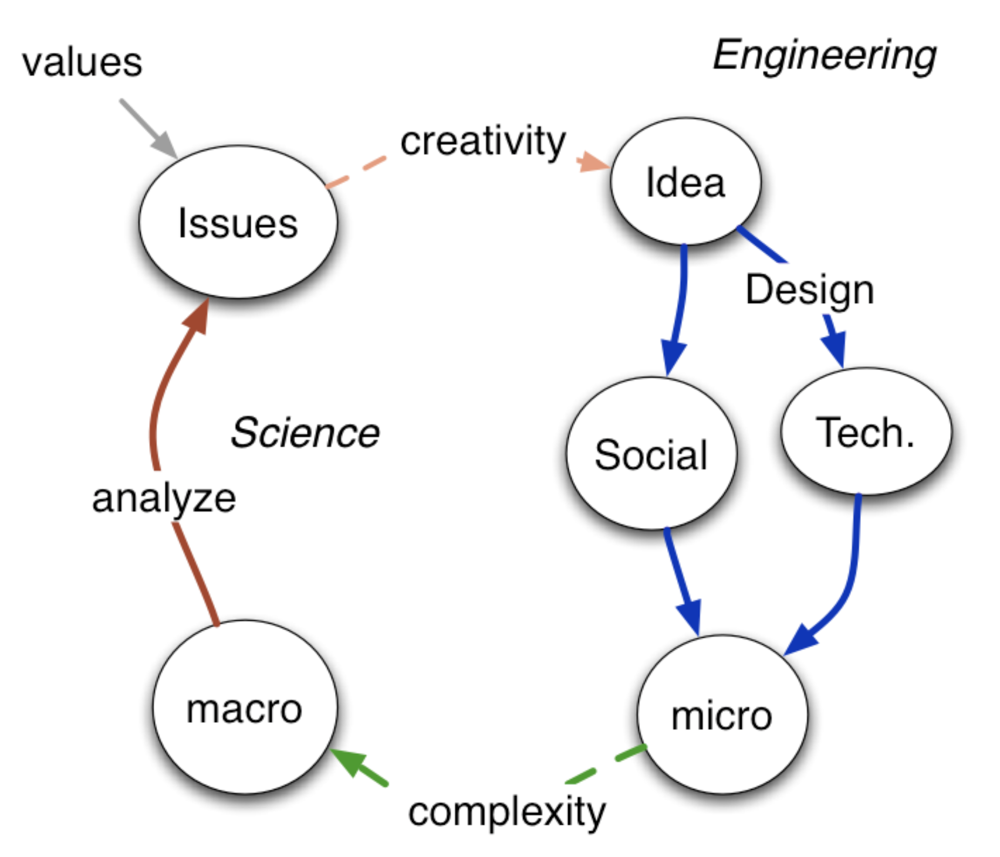 values
Engineering
creativity
Idea
Issues
Design
Science
Social
Tech.
analyze
macro
micro
complexity